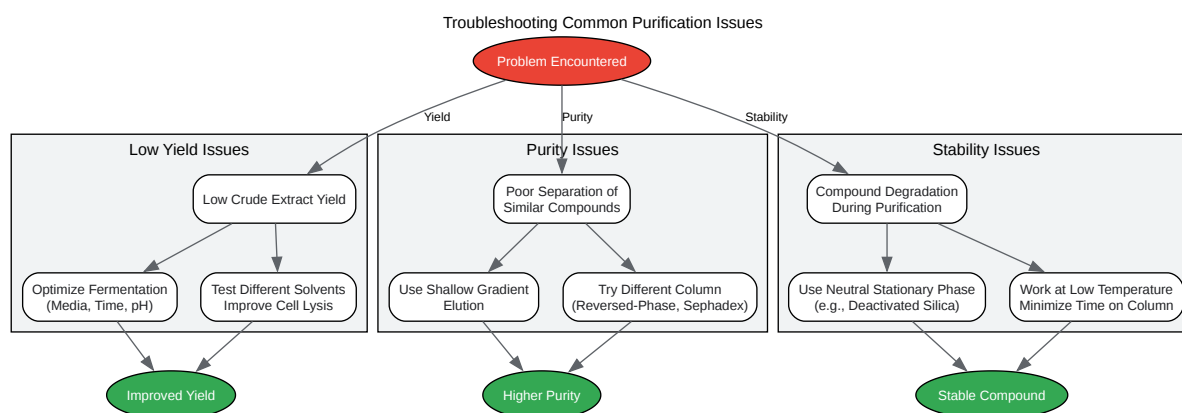 Troubleshooting Common Purification Issues
Problem Encountered
Yield
Purity
Stability
Low Yield Issues
Purity Issues
Stability Issues
Low Crude Extract Yield
Poor Separation of
Similar Compounds
Compound Degradation
During Purification
Optimize Fermentation
(Media, Time, pH)
Test Different Solvents
Improve Cell Lysis
Use Shallow Gradient
Elution
Try Different Column
(Reversed-Phase, Sephadex)
Use Neutral Stationary Phase
(e.g., Deactivated Silica)
Work at Low Temperature
Minimize Time on Column
Improved Yield
Higher Purity
Stable Compound